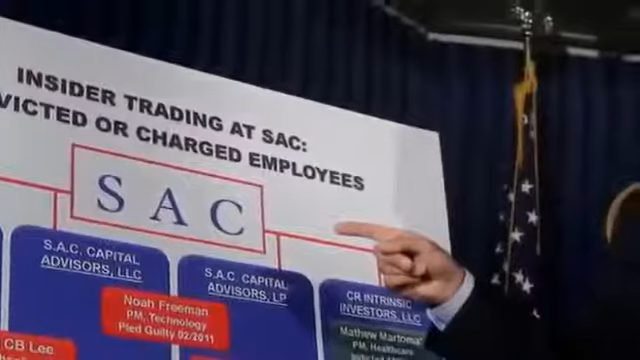 INSIDER TRADING AT SAC:
VICTED OR CHARGED EMPLOYEES
SAC
S.A.C. CAPITAL
ADVISORS, LLC
Noah Freeman
PM, Technology
Pled Guilty 02/2011
CB Lee
S.A.C. CAPITAL
ADVISORS, LP
CR INTRINSIC
INVESTORS, LLC
Mathew Martoma
PM, Healthcare
Indicted